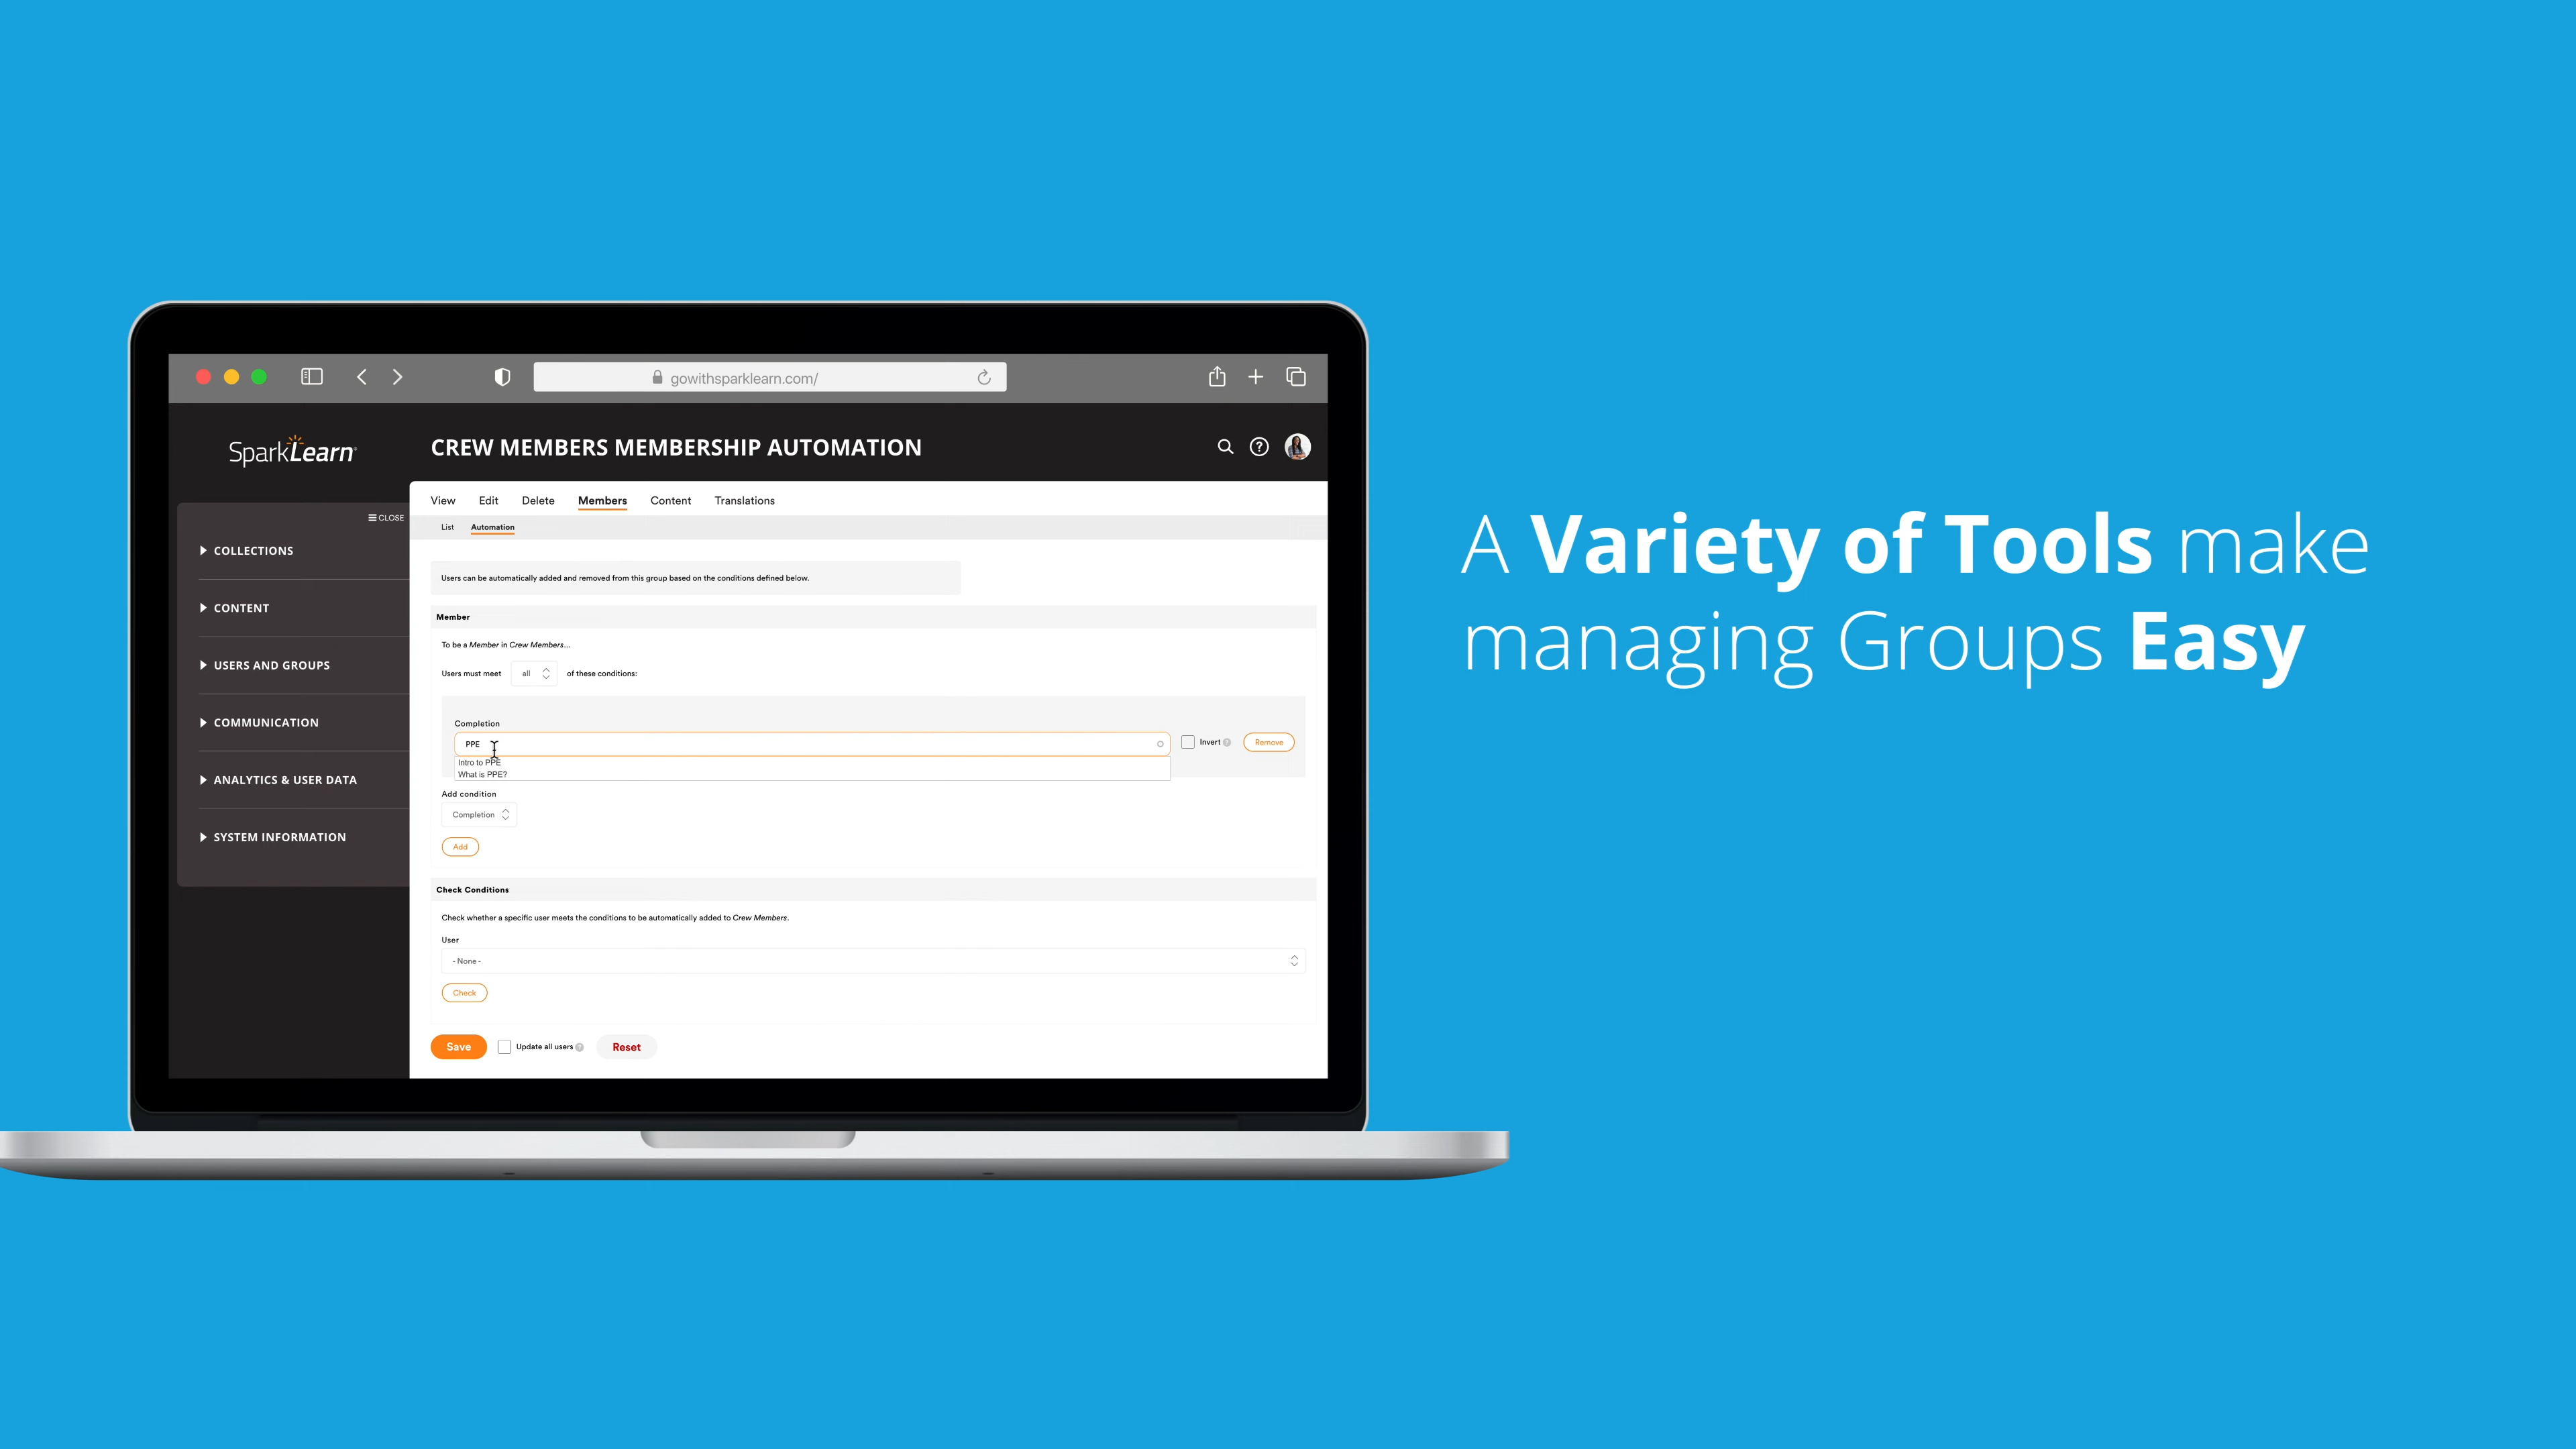 gowithsparklearn.com/
SparkLearn
CREW MEMBERS MEMBERSHIP AUTOMATION
View Edit Delete Members Content Translations
CLOSE
List Automation
COLLECTIONS
CONTENT
USERS AND GROUPS
COMMUNICATION
ANALYTICS & USER DATA
SYSTEM INFORMATION
Users can be automatically added and removed from this group based on the conditions defined below.
Member
To be a Member in Crew Members...
Users must meet all of these conditions:
Completion
PPE
Invert ? Remove
Intro to PPE
What is PPE?
Add condition
Completion
Add
Check Conditions
Check whether a specific user meets the conditions to be automatically added to Crew Members.
User
- None -
Check
Save Update all users ? Reset
A Variety of Tools make
managing Groups Easy